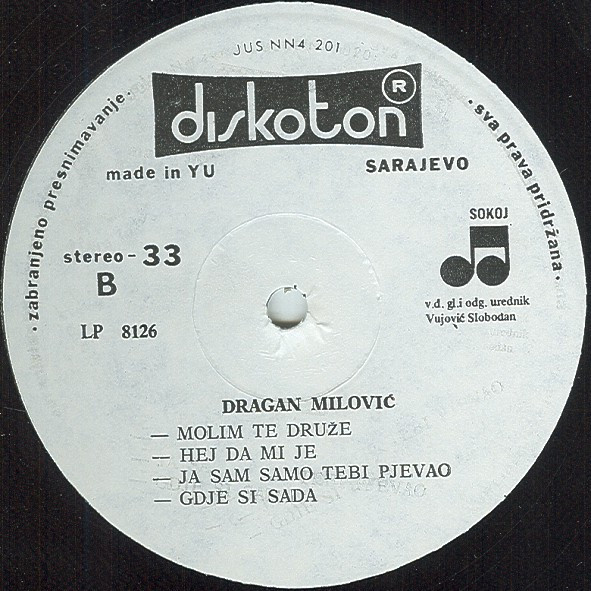 JUS NN4 201
diskoton ®
made in YU
SARAJEVO
· zabranjeno presnimavanje ·
· sva prava pridržana ·
stereo - 33
B
LP 8126
SOKOJ
v.d. gl.i odg. urednik
Vujović Slobodan
DRAGAN MILOVIĆ
— MOLIM TE DRUŽE
— HEJ DA MI JE
— JA SAM SAMO TEBI PJEVAO
— GDJE SI SADA